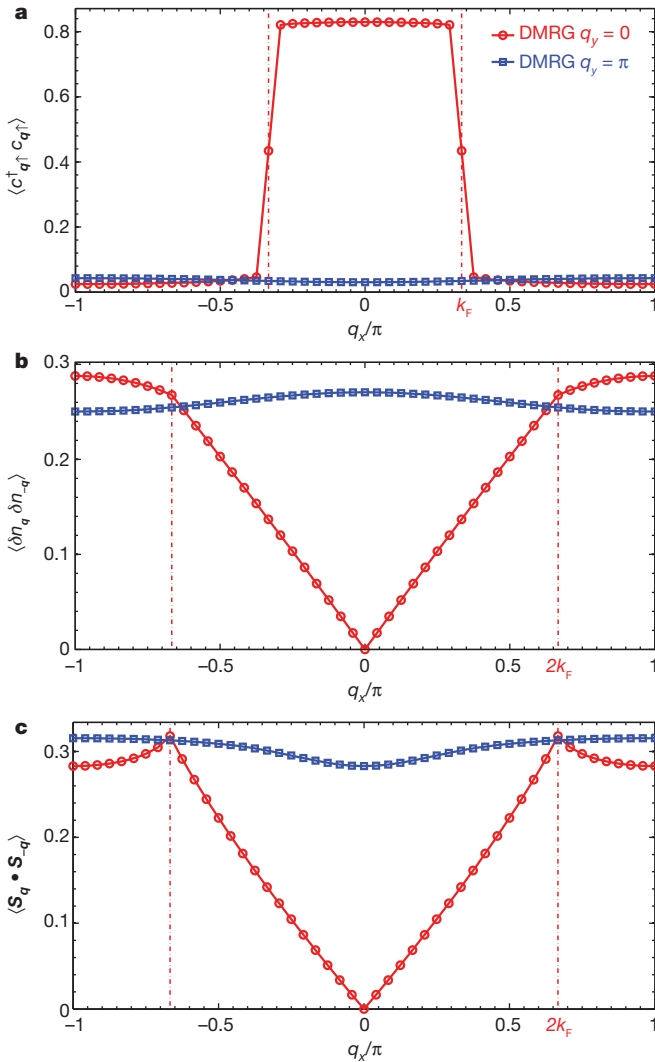 a
0.8
0.6
0.4
0.2
0
⟨c†q↑ cq↑⟩
DMRG qy = 0
DMRG qy = π
−1 −0.5 0 kF 0.5 1
qx/π
b
0.3
0.2
0.1
0
⟨δnq δn−q⟩
−1 −0.5 0 0.5 2kF 1
qx/π
c
0.3
0.2
0.1
0
⟨Sq • S−q⟩
−1 −0.5 0 0.5 2kF 1
qx/π